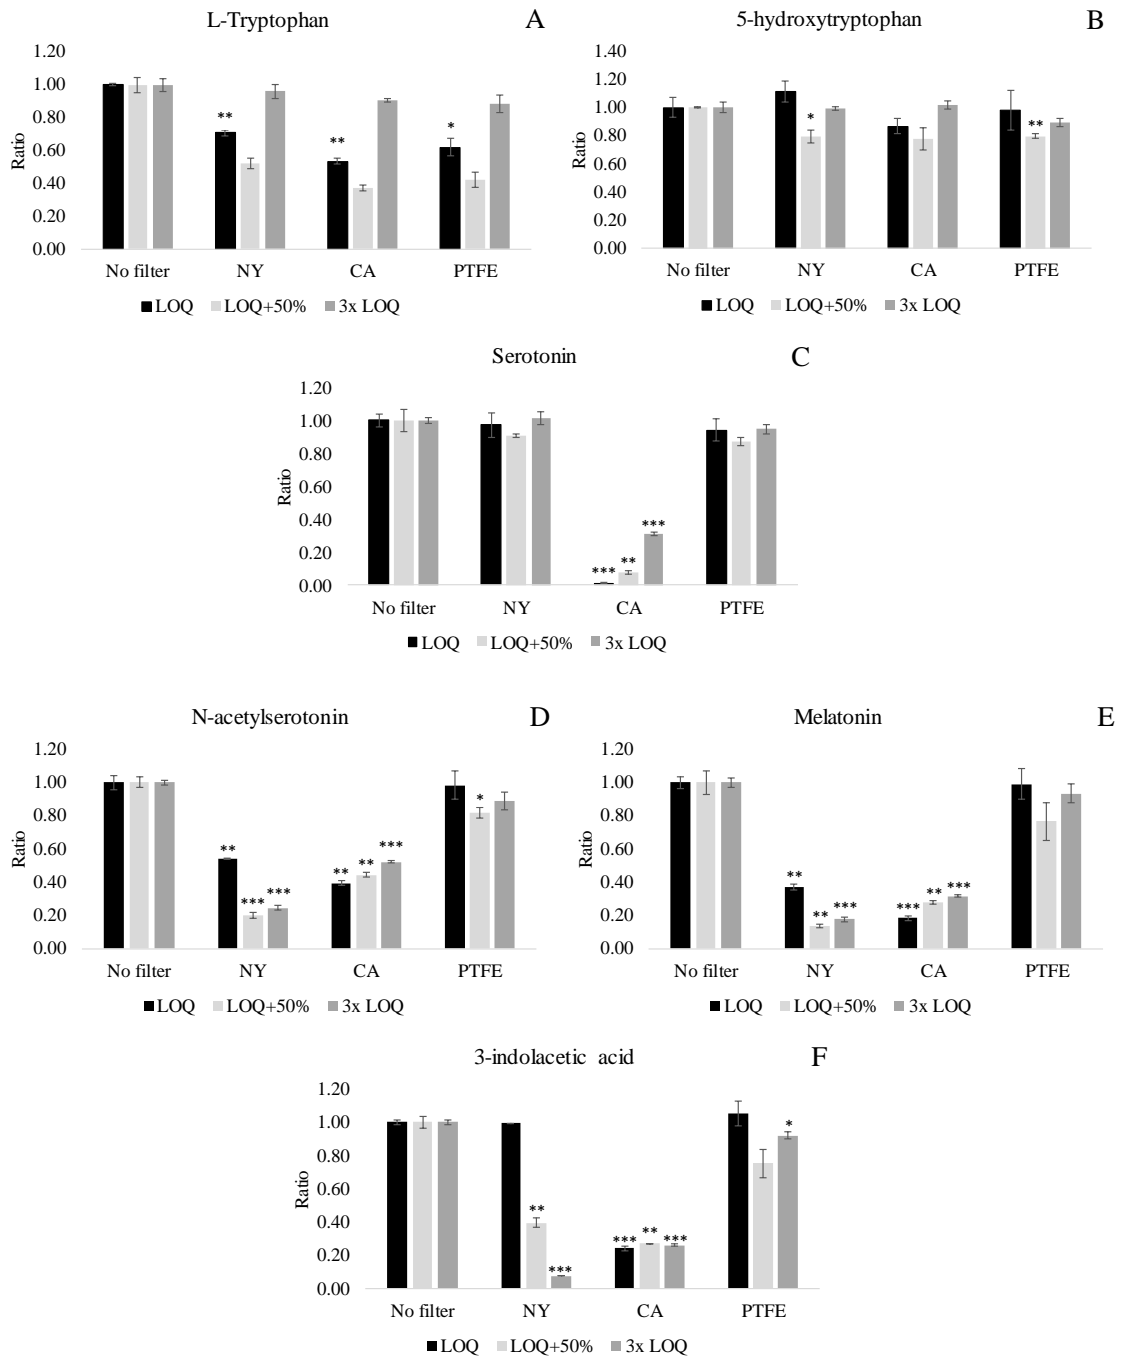 L-Tryptophan A
1.20
1.00
0.80
0.60
0.40
0.20
0.00
Ratio
** ** *
No filter NY CA PTFE
LOQ LOQ+50% 3x LOQ
5-hydroxytryptophan B
1.40
1.20
1.00
0.80
0.60
0.40
0.20
0.00
Ratio
* **
No filter NY CA PTFE
LOQ LOQ+50% 3x LOQ
Serotonin C
1.20
1.00
0.80
0.60
0.40
0.20
0.00
Ratio
*** ** ***
No filter NY CA PTFE
LOQ LOQ+50% 3x LOQ
N-acetylserotonin D
1.20
1.00
0.80
0.60
0.40
0.20
0.00
Ratio
** *** *** ** ** *** *
No filter NY CA PTFE
LOQ LOQ+50% 3x LOQ
Melatonin E
1.20
1.00
0.80
0.60
0.40
0.20
0.00
Ratio
** ** *** *** ** ***
No filter NY CA PTFE
LOQ LOQ+50% 3x LOQ
3-indolacetic acid F
1.20
1.00
0.80
0.60
0.40
0.20
0.00
Ratio
** *** *** ** *** *
No filter NY CA PTFE
LOQ LOQ+50% 3x LOQ